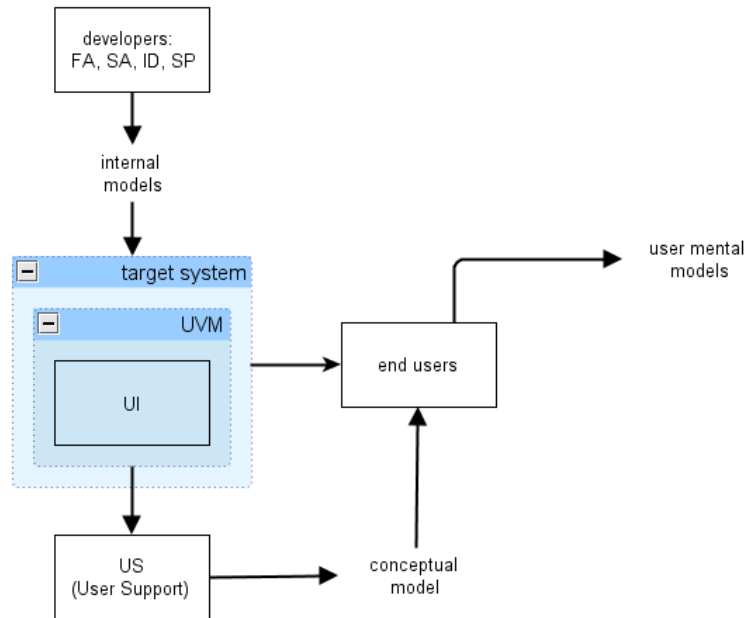 developers:
FA, SA, ID, SP
internal
models
target system
UVM
UI
user mental
models
end users
US
(User Support)
conceptual
model